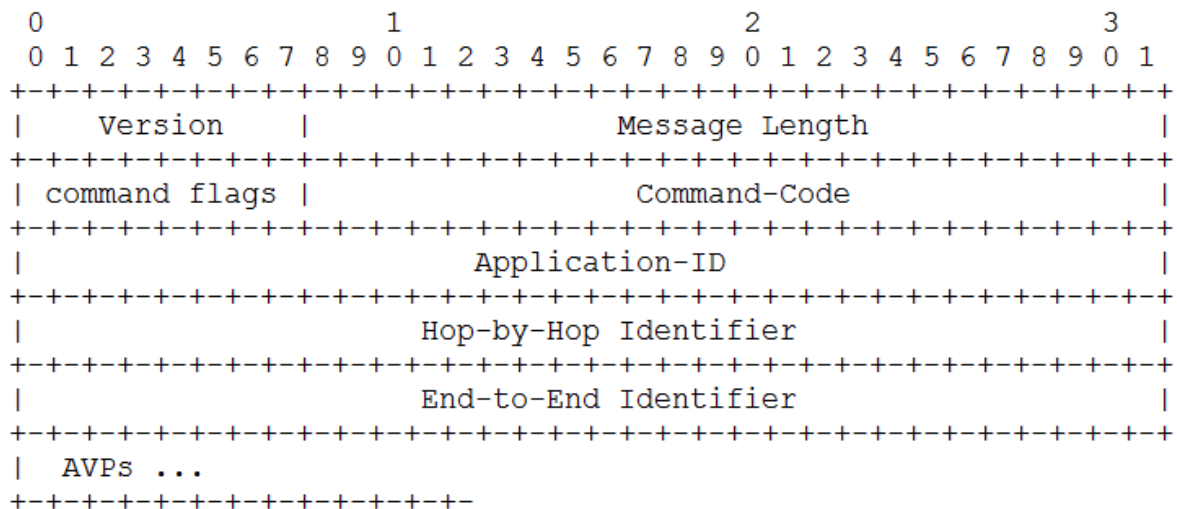 0                   1                   2                   3
 0 1 2 3 4 5 6 7 8 9 0 1 2 3 4 5 6 7 8 9 0 1 2 3 4 5 6 7 8 9 0 1
+-+-+-+-+-+-+-+-+-+-+-+-+-+-+-+-+-+-+-+-+-+-+-+-+-+-+-+-+-+-+-+-+
|    Version    |                 Message Length                |
+-+-+-+-+-+-+-+-+-+-+-+-+-+-+-+-+-+-+-+-+-+-+-+-+-+-+-+-+-+-+-+-+
| command flags |                  Command-Code                 |
+-+-+-+-+-+-+-+-+-+-+-+-+-+-+-+-+-+-+-+-+-+-+-+-+-+-+-+-+-+-+-+-+
|                         Application-ID                        |
+-+-+-+-+-+-+-+-+-+-+-+-+-+-+-+-+-+-+-+-+-+-+-+-+-+-+-+-+-+-+-+-+
|                      Hop-by-Hop Identifier                    |
+-+-+-+-+-+-+-+-+-+-+-+-+-+-+-+-+-+-+-+-+-+-+-+-+-+-+-+-+-+-+-+-+
|                      End-to-End Identifier                    |
+-+-+-+-+-+-+-+-+-+-+-+-+-+-+-+-+-+-+-+-+-+-+-+-+-+-+-+-+-+-+-+-+
|  AVPs ...
+-+-+-+-+-+-+-+-+-+-+-+-+-